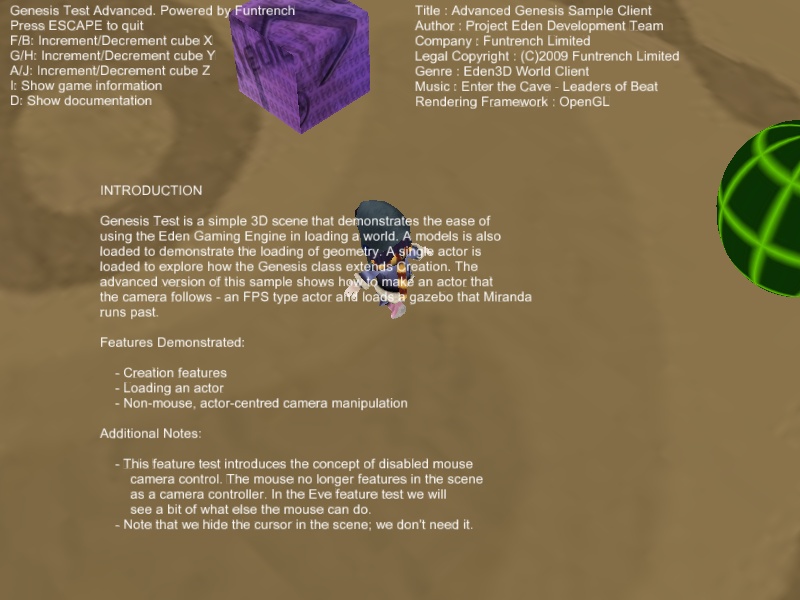 Genesis Test Advanced. Powered by Funtrench
Press ESCAPE to quit
F/B: Increment/Decrement cube X
G/H: Increment/Decrement cube Y
A/J: Increment/Decrement cube Z
I: Show game information
D: Show documentation
Title : Advanced Genesis Sample Client
Author : Project Eden Development Team
Company : Funtrench Limited
Legal Copyright : (C)2009 Funtrench Limited
Genre : Eden3D World Client
Music : Enter the Cave - Leaders of Beat
Rendering Framework : OpenGL
INTRODUCTION
Genesis Test is a simple 3D scene that demonstrates the ease of
using the Eden Gaming Engine in loading a world. A models is also
loaded to demonstrate the loading of geometry. A single actor is
loaded to explore how the Genesis class extends Creation. The
advanced version of this sample shows how to make an actor that
the camera follows - an FPS type actor and loads a gazebo that Miranda
runs past.
Features Demonstrated:
- Creation features
- Loading an actor
- Non-mouse, actor-centred camera manipulation
Additional Notes:
- This feature test introduces the concept of disabled mouse
camera control. The mouse no longer features in the scene
as a camera controller. In the Eve feature test we will
see a bit of what else the mouse can do.
- Note that we hide the cursor in the scene; we don't need it.